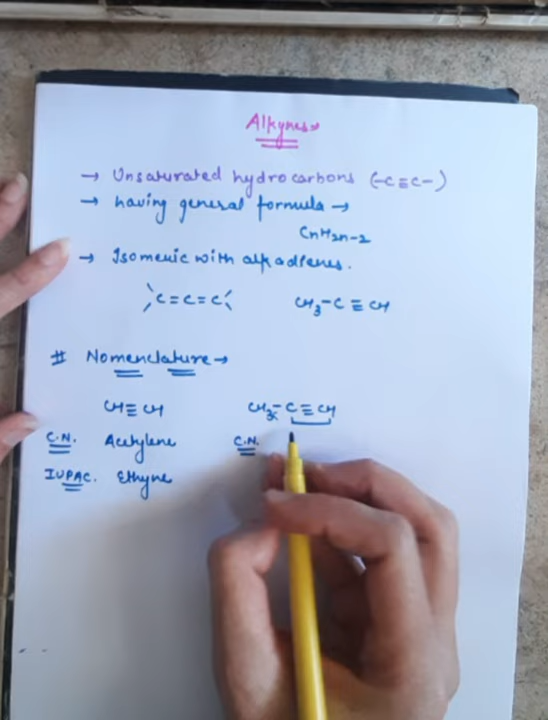 Alkynes
→ Unsaturated hydrocarbons (-C≡C-)
→ having general formula →
CnH2n-2
→ Isomeric with alkadienes.
C=C=C CH3-C≡CH
# Nomenclature →
CH≡CH CH3-C≡CH
C.N. Acetylene C.N.
IUPAC. Ethyne